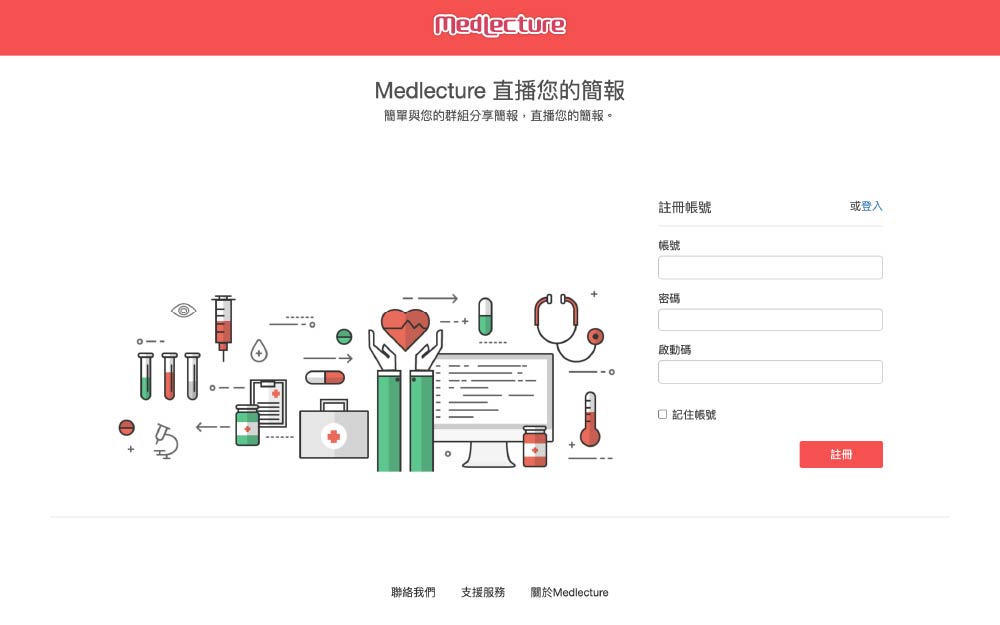 Medlecture
Medlecture 直播您的簡報
簡單與您的群組分享簡報，直播您的簡報。
註冊帳號
或登入
帳號
密碼
啟動碼
記住帳號
註冊
聯絡我們
支援服務
關於Medlecture